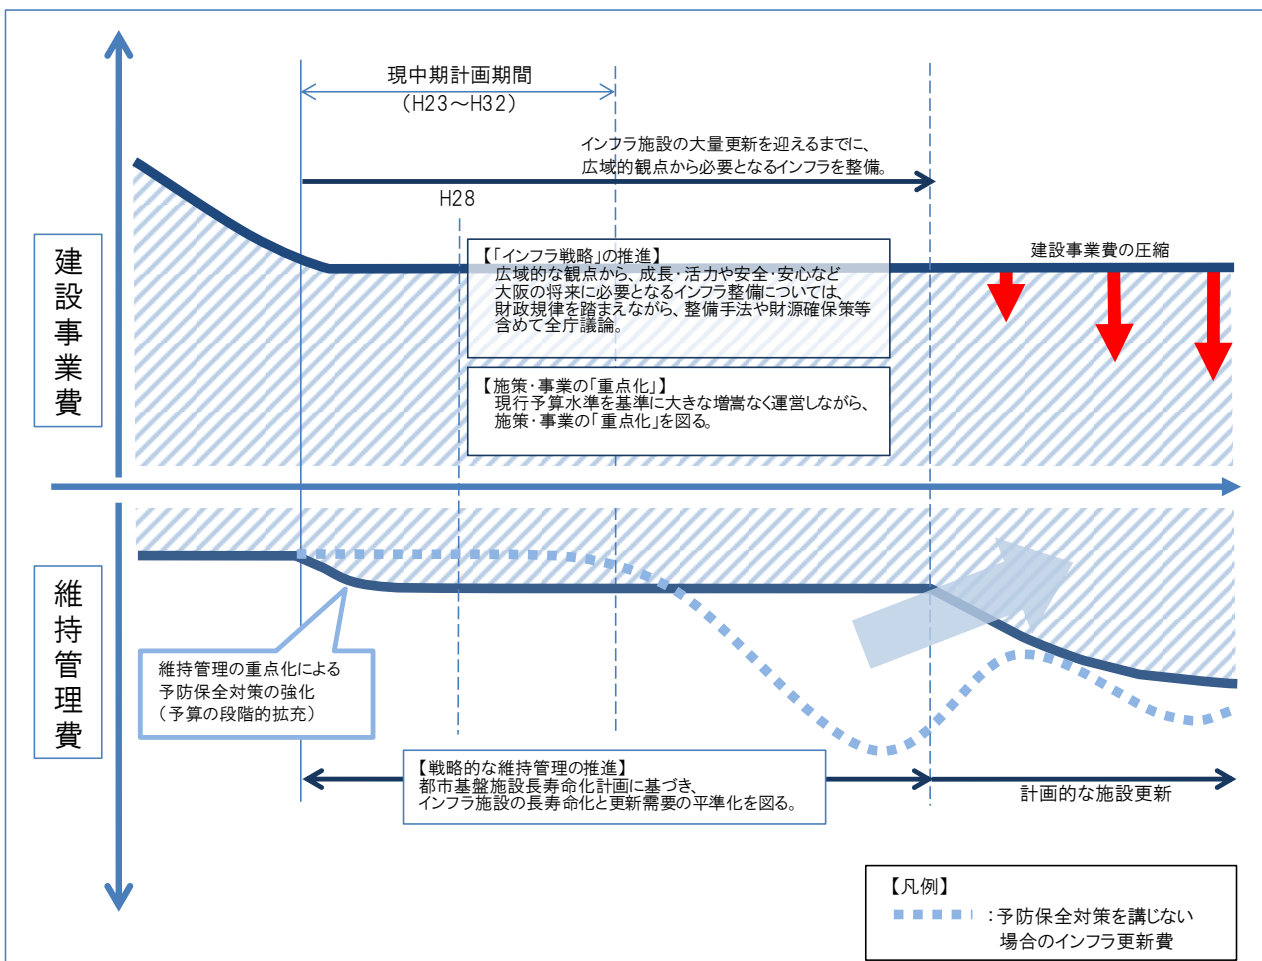 現中期計画期間
（H23～H32）
インフラ施設の大量更新を迎えるまでに、
広域的観点から必要となるインフラを整備。
H28
建設事業費
【「インフラ戦略」の推進】
広域的な観点から、成長・活力や安全・安心など
大阪の将来に必要となるインフラ整備については、
財政規律を踏まえながら、整備手法や財源確保策等
含めて全庁議論。
建設事業費の圧縮
【施策・事業の「重点化」】
現行予算水準を基準に大きな増嵩なく運営しながら、
施策・事業の「重点化」を図る。
維持管理費
維持管理の重点化による
予防保全対策の強化
（予算の段階的拡充）
【戦略的な維持管理の推進】
都市基盤施設長寿命化計画に基づき、
インフラ施設の長寿命化と更新需要の平準化を図る。
計画的な施設更新
【凡例】
：予防保全対策を講じない
場合のインフラ更新費